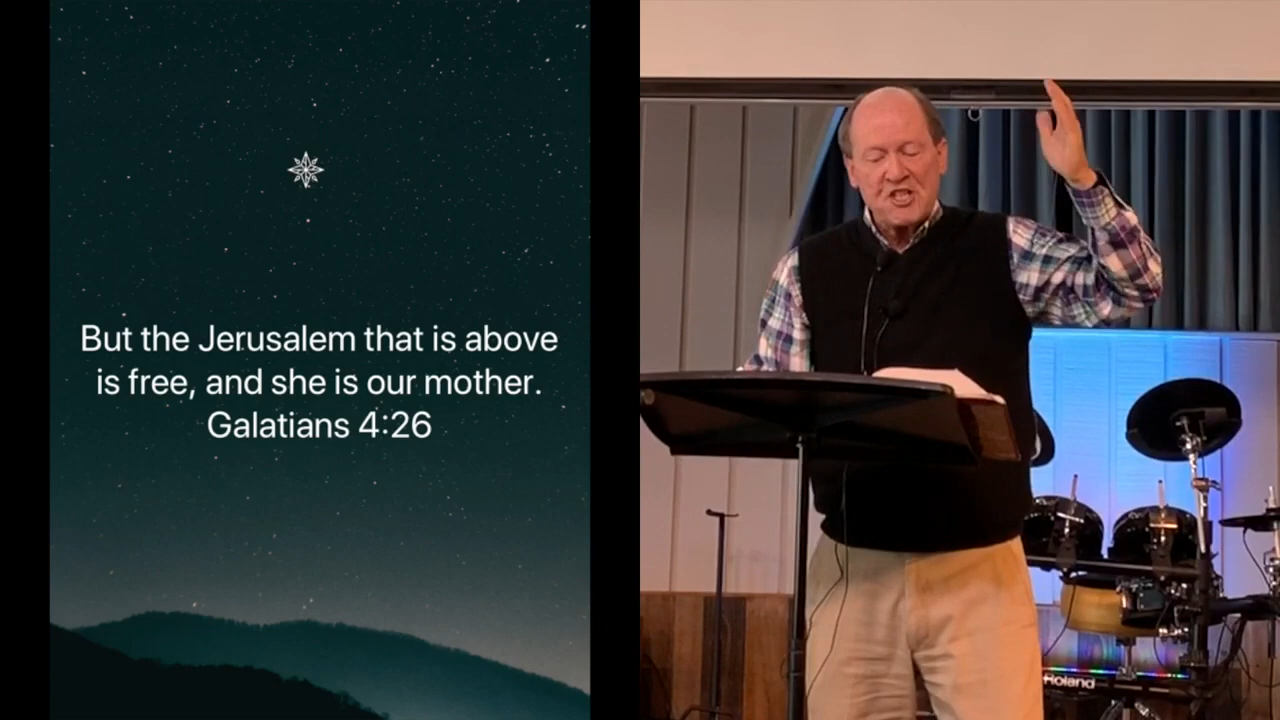 But the Jerusalem that is above
is free, and she is our mother.
Galatians 4:26
Roland